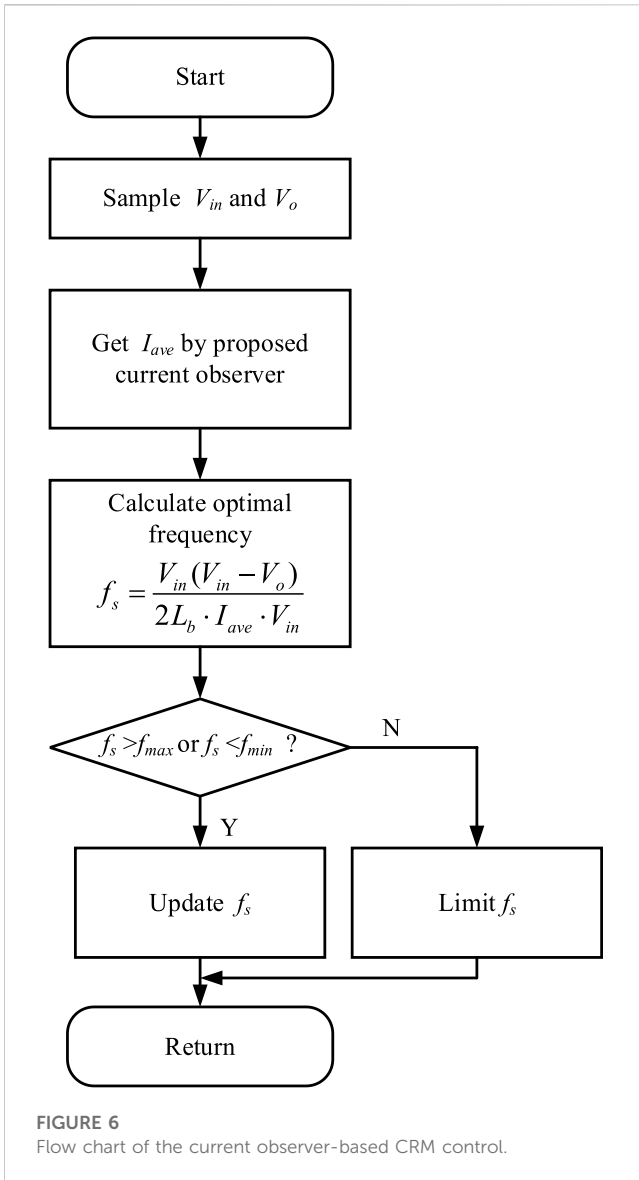 Start
Sample V_in and V_o
Get I_ave by proposed
current observer
Calculate optimal
frequency
f_s = \frac{V_in(V_in − V_o)}{2L_b · I_ave · V_in}
f_s >f_max or f_s <f_min ?
N
Y
Update f_s
Limit f_s
Return
FIGURE 6
Flow chart of the current observer-based CRM control.